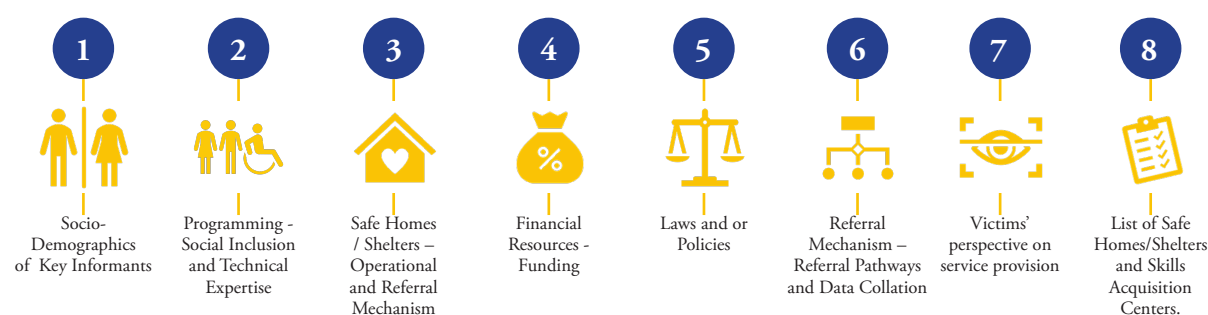 1
Socio-
Demographics
of Key Informants
2
Programming -
Social Inclusion
and Technical
Expertise
3
Safe Homes
/ Shelters –
Operational
and Referral
Mechanism
4
%
Financial
Resources -
Funding
5
Laws and or
Policies
6
Referral
Mechanism –
Referral Pathways
and Data Collation
7
Victims’
perspective on
service provision
8
List of Safe
Homes/Shelters
and Skills
Acquisition
Centers.